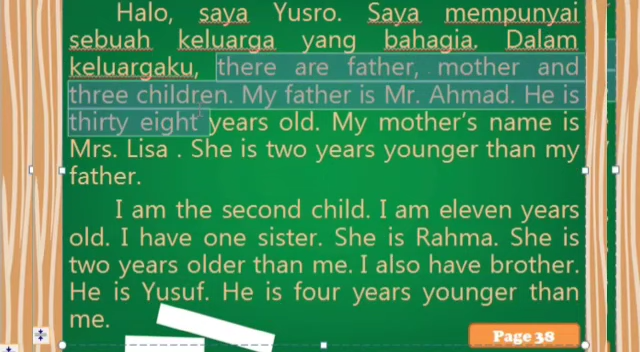 Halo, saya Yusro. Saya mempunyai
sebuah keluarga yang bahagia. Dalam
keluargaku, there are father, mother and
three children. My father is Mr. Ahmad. He is
thirty eight years old. My mother's name is
Mrs. Lisa . She is two years younger than my
father.
I am the second child. I am eleven years
old. I have one sister. She is Rahma. She is
two years older than me. I also have brother.
He is Yusuf. He is four years younger than
me.
Page 38